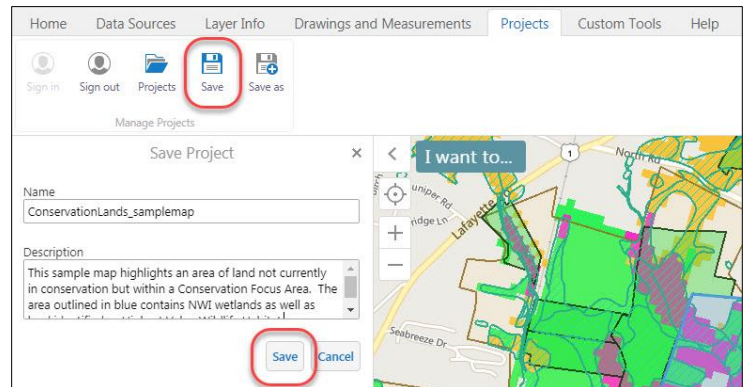 Home Data Sources Layer Info Drawings and Measurements Projects Custom Tools Help
Sign in Sign out Projects Save Save as
Manage Projects
Save Project
Name
ConservationLands_samplemap
Description
This sample map highlights an area of land not currently
in conservation but within a Conservation Focus Area. The
area outlined in blue contains NWI wetlands as well as
Save Cancel
I want to...
1
North Rd
uniper Rd
ridge Ln
Lafayette
Seabreeze Dr